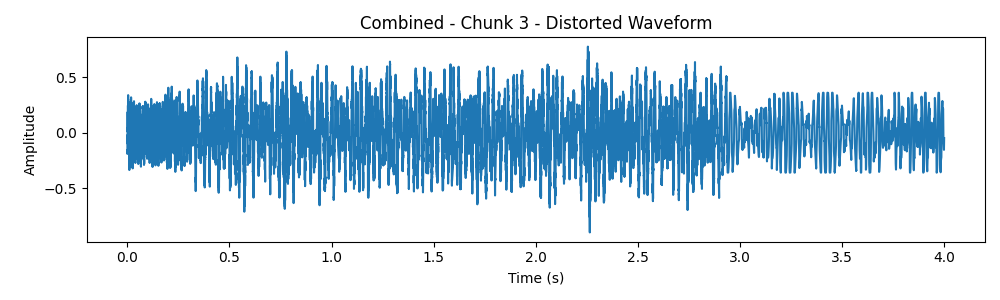 Combined - Chunk 3 - Distorted Waveform
0.5
0.0
−0.5
Amplitude
0.0 0.5 1.0 1.5 2.0 2.5 3.0 3.5 4.0
Time (s)